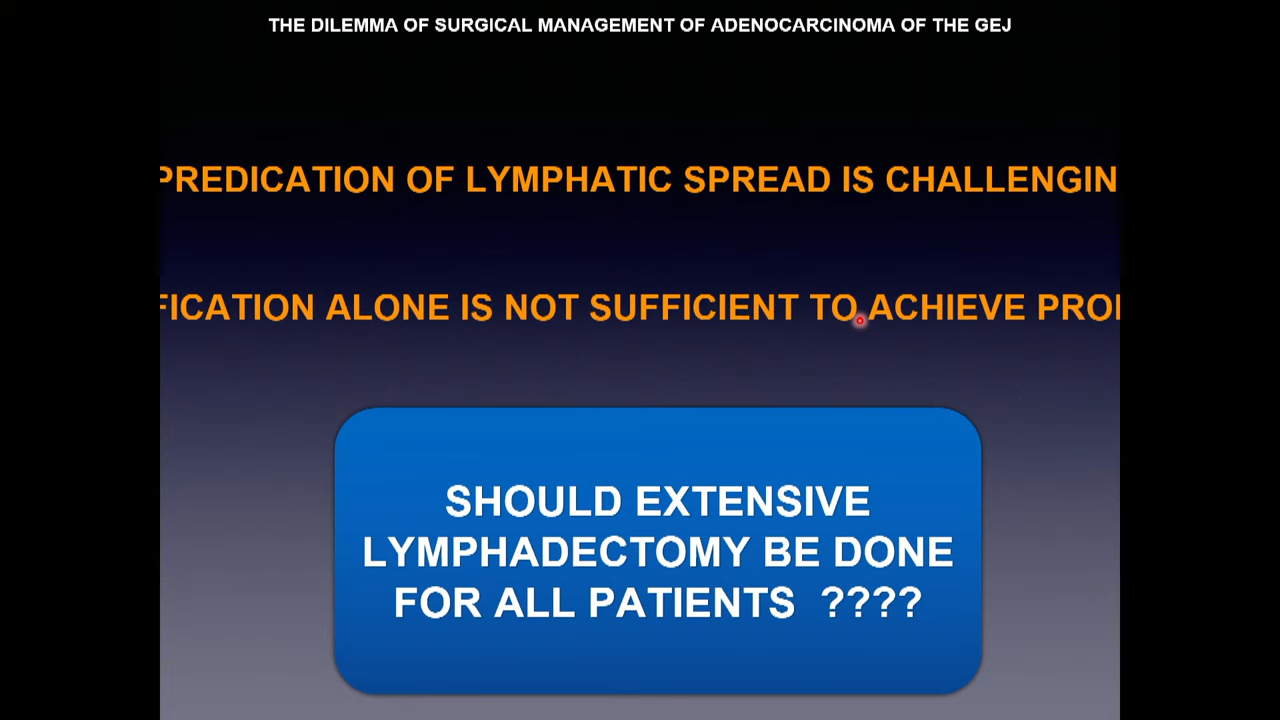 THE DILEMMA OF SURGICAL MANAGEMENT OF ADENOCARCINOMA OF THE GEJ
PREDICATION OF LYMPHATIC SPREAD IS CHALLENGIN
FICATION ALONE IS NOT SUFFICIENT TO ACHIEVE PRO
SHOULD EXTENSIVE
LYMPHADECTOMY BE DONE
FOR ALL PATIENTS ????